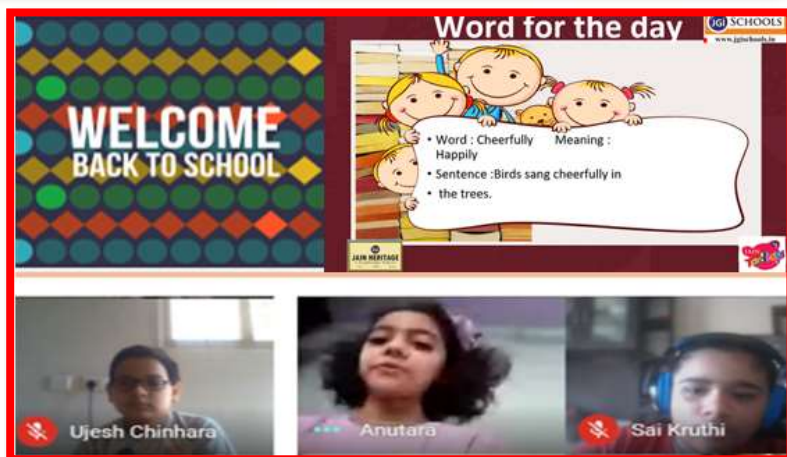 WELCOME
BACK TO SCHOOL
Word for the day
JGI SCHOOLS
www.jgischools.in
• Word : Cheerfully Meaning :
Happily
• Sentence :Birds sang cheerfully in
• the trees.
JAIN HERITAGE
Ujesh Chinhara
Anutara
Sai Kruthi